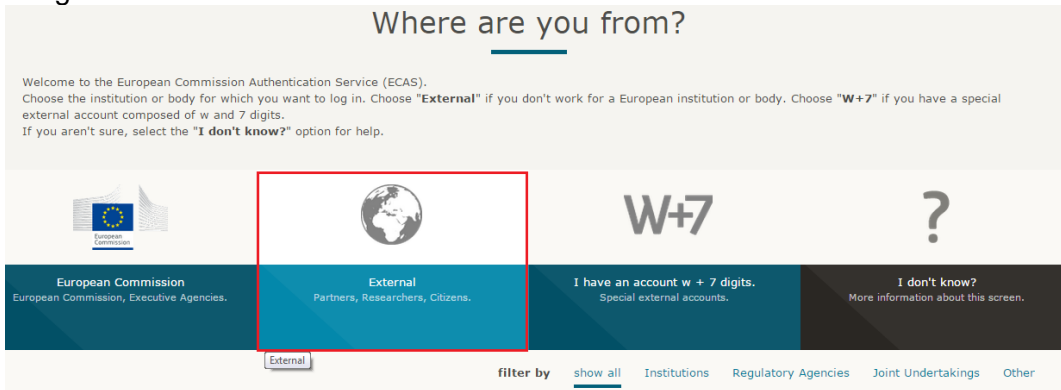 Where are you from?
Welcome to the European Commission Authentication Service (ECAS).
Choose the institution or body for which you want to log in. Choose "External" if you don't work for a European institution or body. Choose "W+7" if you have a special
external account composed of w and 7 digits.
If you aren't sure, select the "I don't know?" option for help.
European
Commission
W+7
?
European Commission
European Commission, Executive Agencies.
External
Partners, Researchers, Citizens.
I have an account w + 7 digits.
Special external accounts.
I don't know?
More information about this screen.
External
filter by show all Institutions Regulatory Agencies Joint Undertakings Other